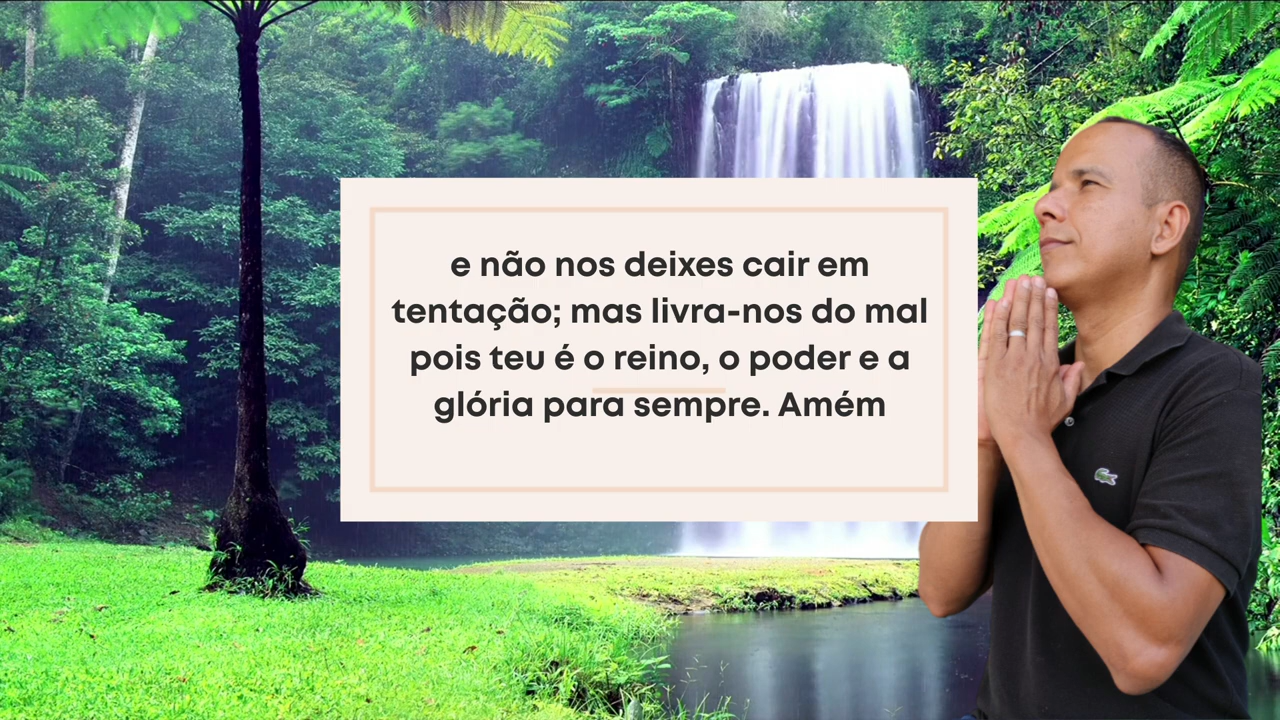 e não nos deixes cair em
tentação; mas livra-nos do mal
pois teu é o reino, o poder e a
glória para sempre. Amém